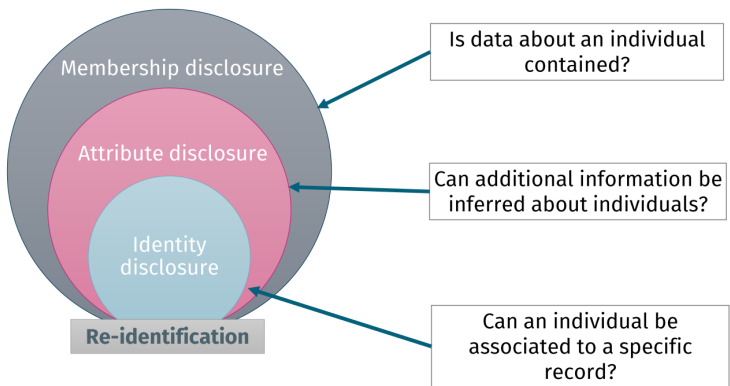 Membership disclosure
Attribute disclosure
Identity
disclosure
Re-identification
Is data about an individual
contained?
Can additional information be
inferred about individuals?
Can an individual be
associated to a specific
record?